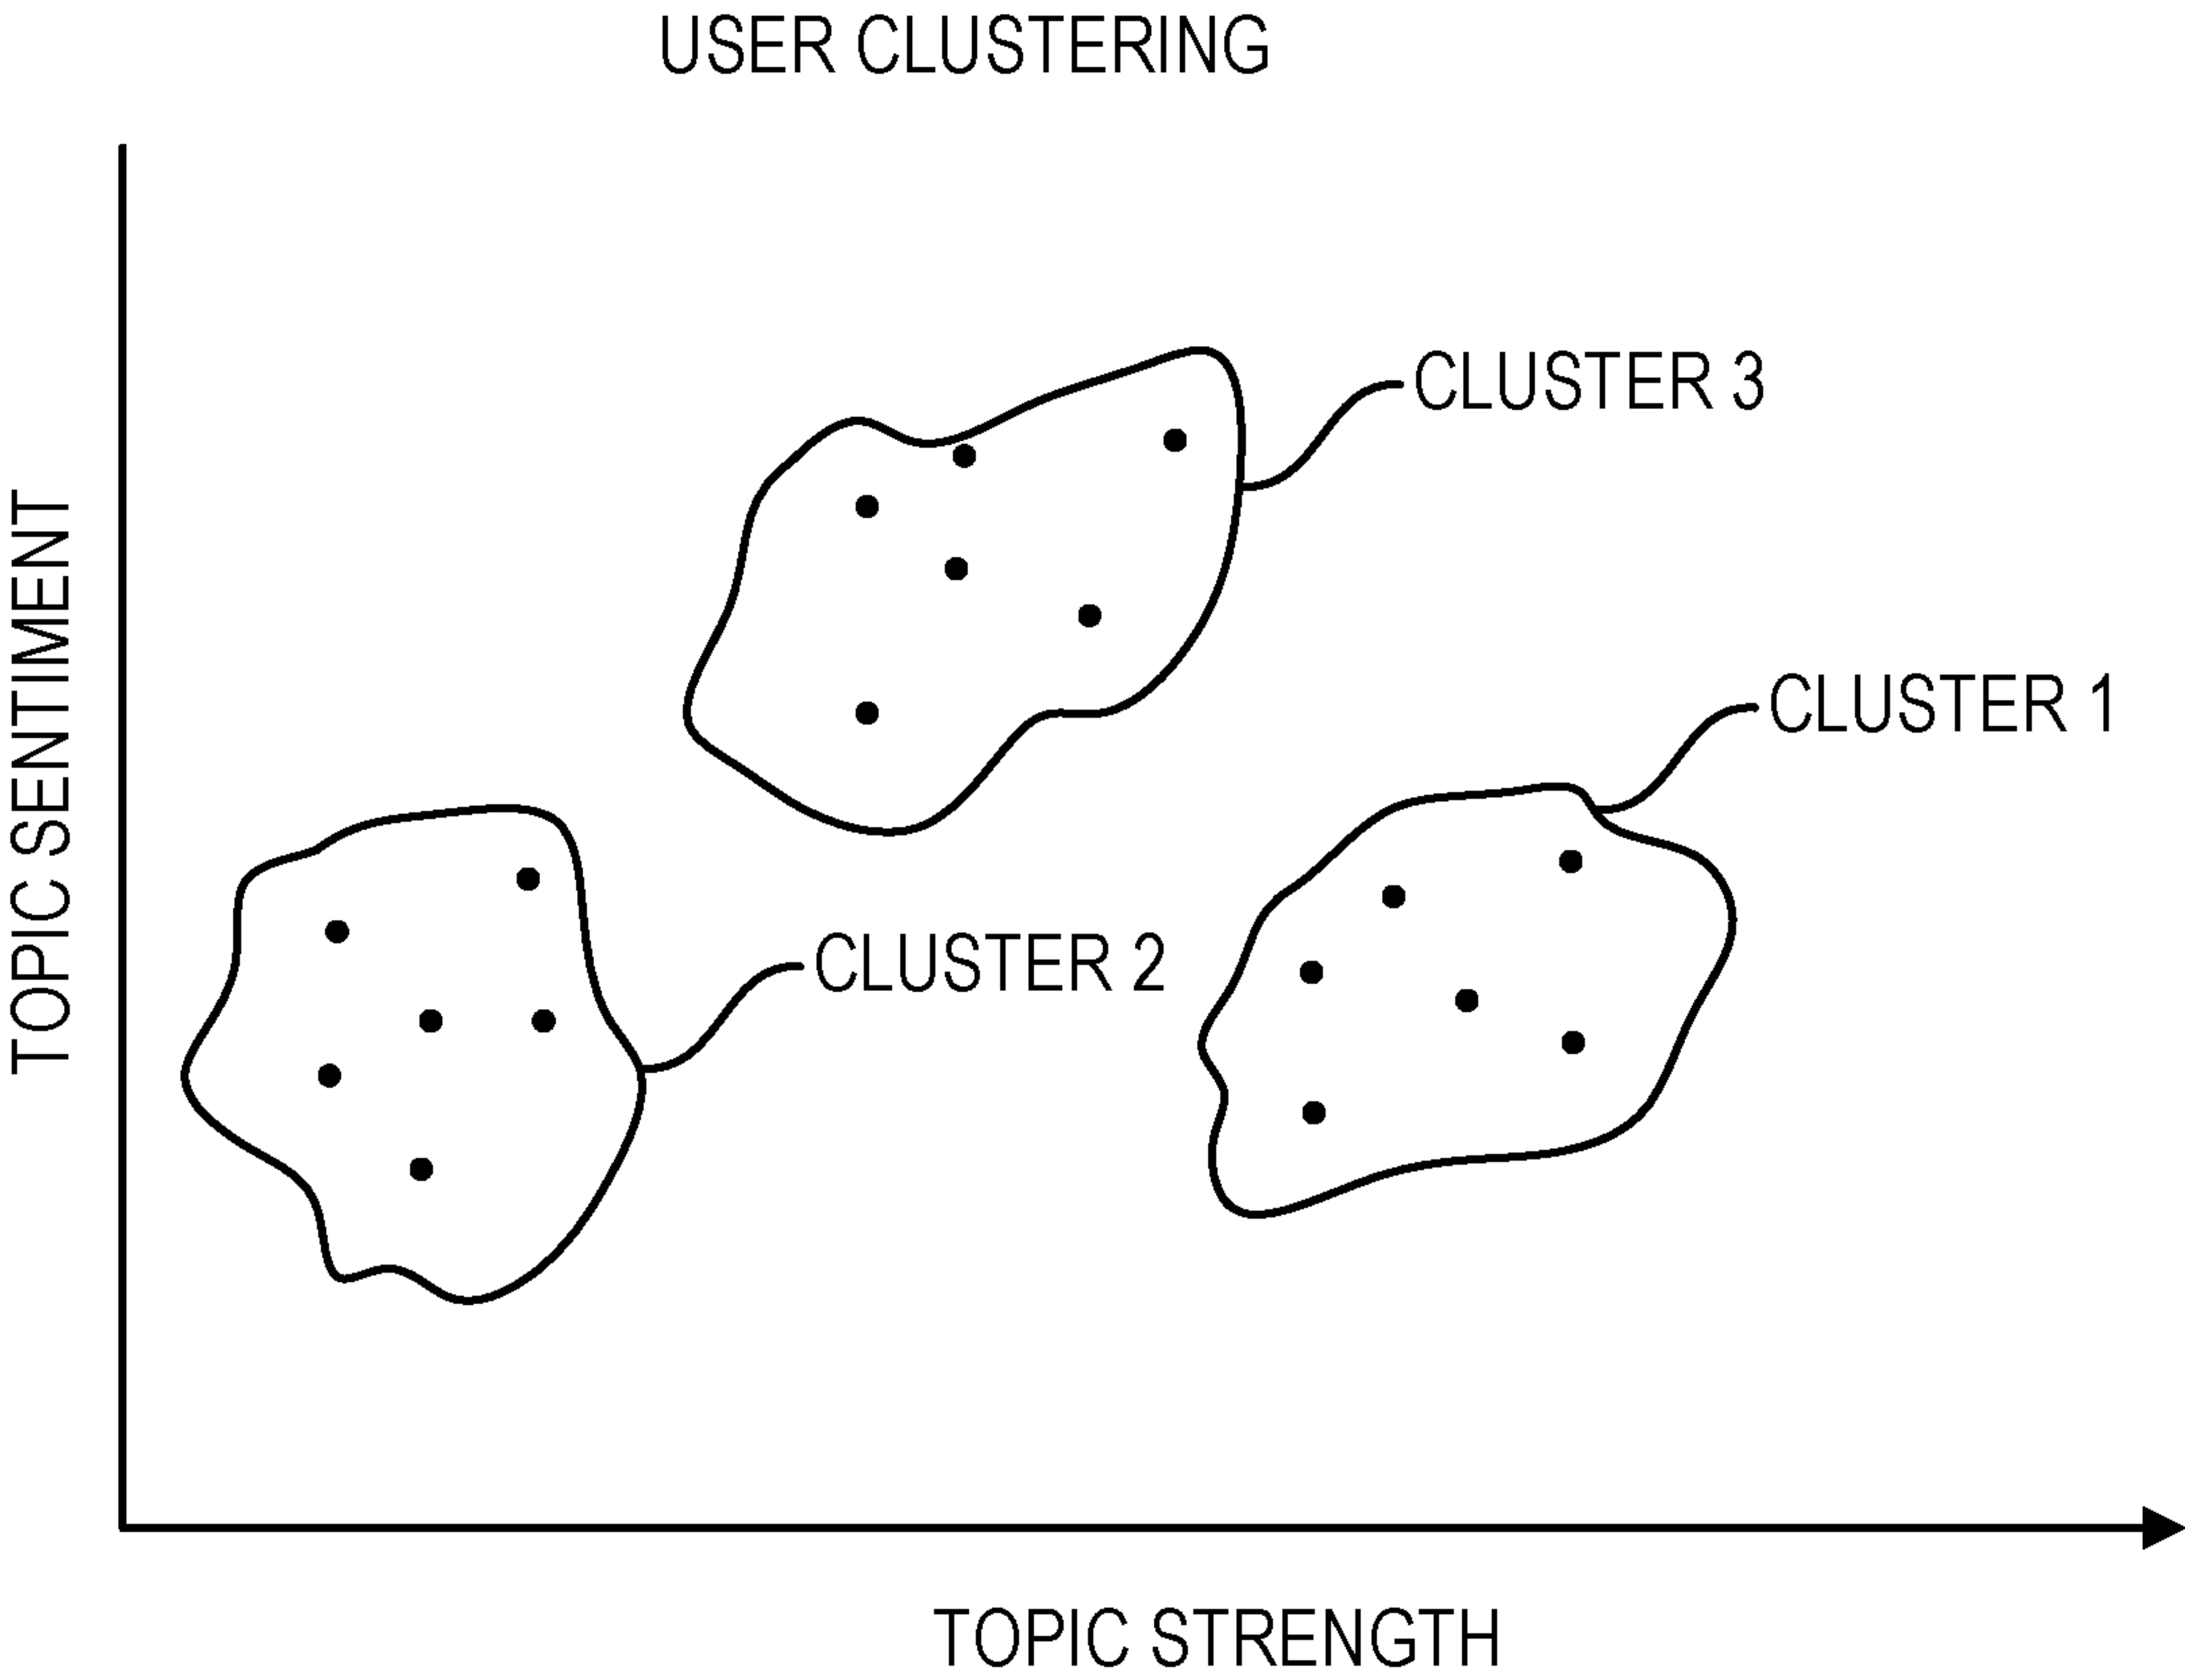 USER CLUSTERING
CLUSTER 3
CLUSTER 1
TOPIC SENTIMENT
CLUSTER 2
TOPIC STRENGTH